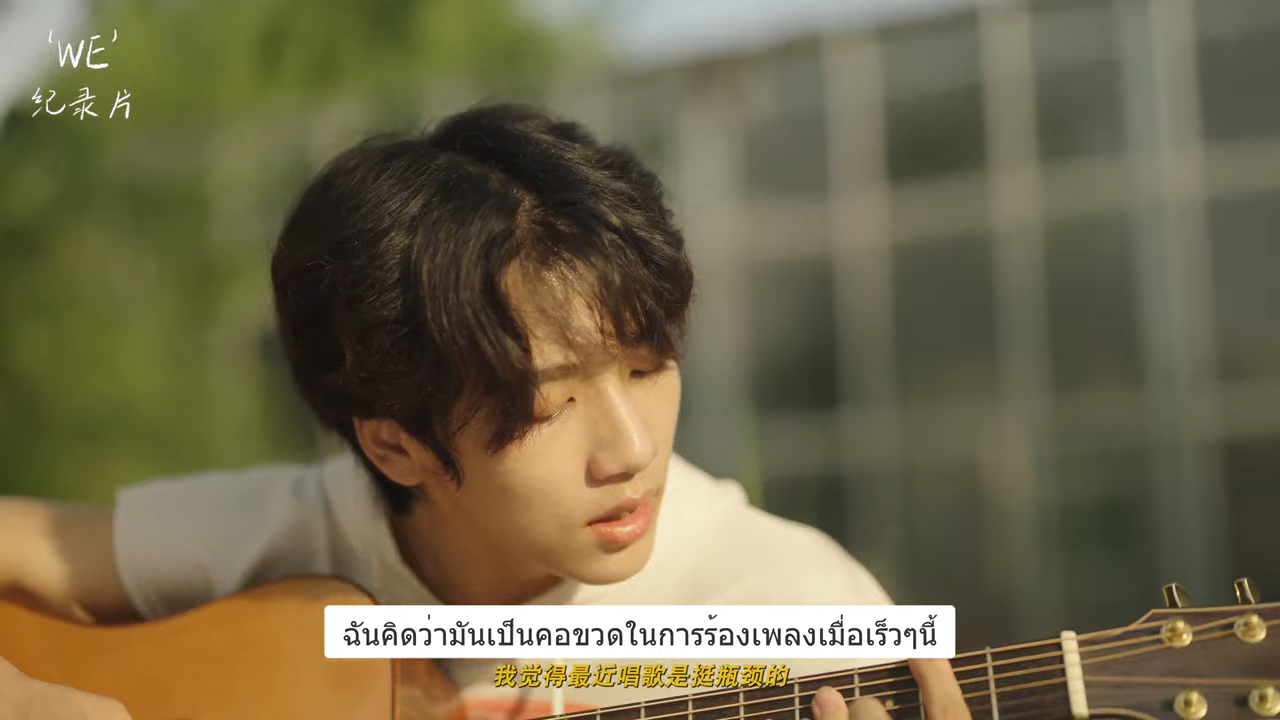 'WE'
纪录片
ฉันคิดว่ามันเป็นคอขวดในการร้องเพลงเมื่อเร็วๆนี้
我觉得最近唱歌是挺瓶颈的